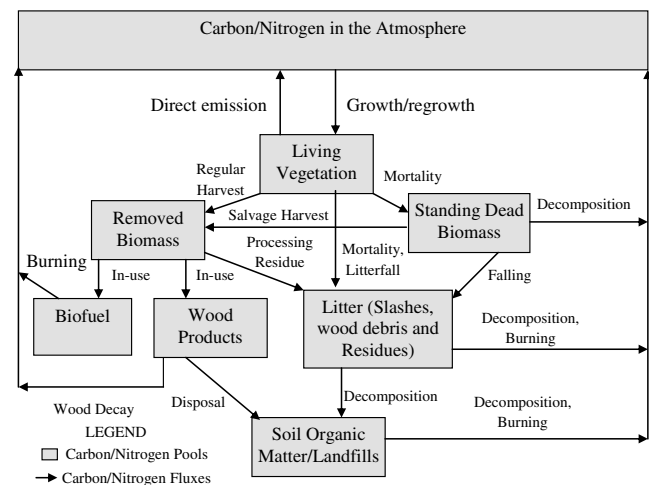 Carbon/Nitrogen in the Atmosphere
Direct emission
Growth/regrowth
Living
Vegetation
Regular
Harvest
Mortality
Removed
Biomass
Salvage Harvest
Standing Dead
Biomass
Decomposition
Processing
Residue
Mortality,
Litterfall
Burning
In-use
In-use
Falling
Biofuel
Wood
Products
Litter (Slashes,
wood debris and
Residues)
Decomposition,
Burning
Wood Decay
Disposal
Decomposition
Decomposition,
Burning
LEGEND
Carbon/Nitrogen Pools
Carbon/Nitrogen Fluxes
Soil Organic
Matter/Landfills